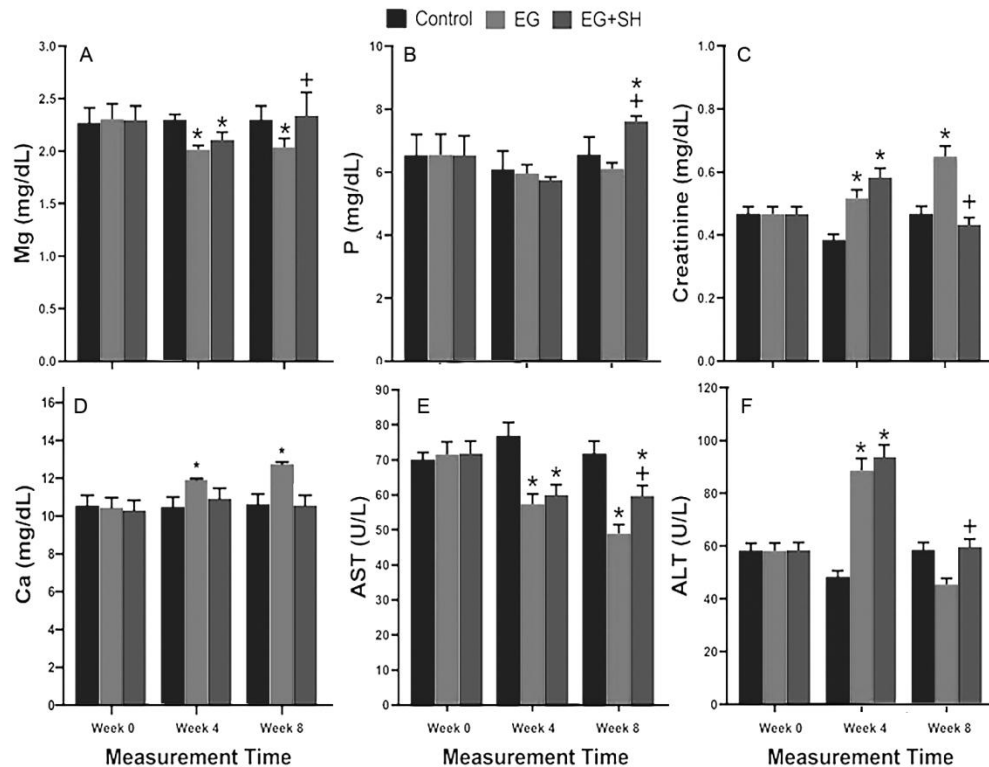 Control EG EG+SH
A
Mg (mg/dL)
3.0
2.5
2.0
1.5
1.0
0.5
0.0
* * * +
B
P (mg/dL)
10
8
6
4
2
0
*
+
C
Creatinine (mg/dL)
1.0
0.8
0.6
0.4
0.2
0.0
* * * +
D
Ca (mg/dL)
16
14
12
10
8
6
4
2
0
* *
Week 0 Week 4 Week 8
Measurement Time
E
AST (U/L)
90
80
70
60
50
40
30
20
10
0
* * * *
+
Week 0 Week 4 Week 8
Measurement Time
F
ALT (U/L)
120
100
80
60
40
20
0
* * +
Week 0 Week 4 Week 8
Measurement Time